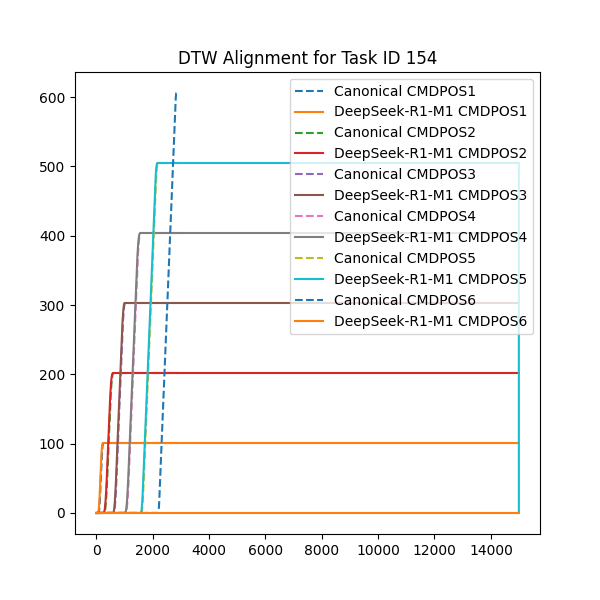 DTW Alignment for Task ID 154
Canonical CMDPOS1
DeepSeek-R1-M1 CMDPOS1
Canonical CMDPOS2
DeepSeek-R1-M1 CMDPOS2
Canonical CMDPOS3
DeepSeek-R1-M1 CMDPOS3
Canonical CMDPOS4
DeepSeek-R1-M1 CMDPOS4
Canonical CMDPOS5
DeepSeek-R1-M1 CMDPOS5
Canonical CMDPOS6
DeepSeek-R1-M1 CMDPOS6
600
500
400
300
200
100
0
0 2000 4000 6000 8000 10000 12000 14000